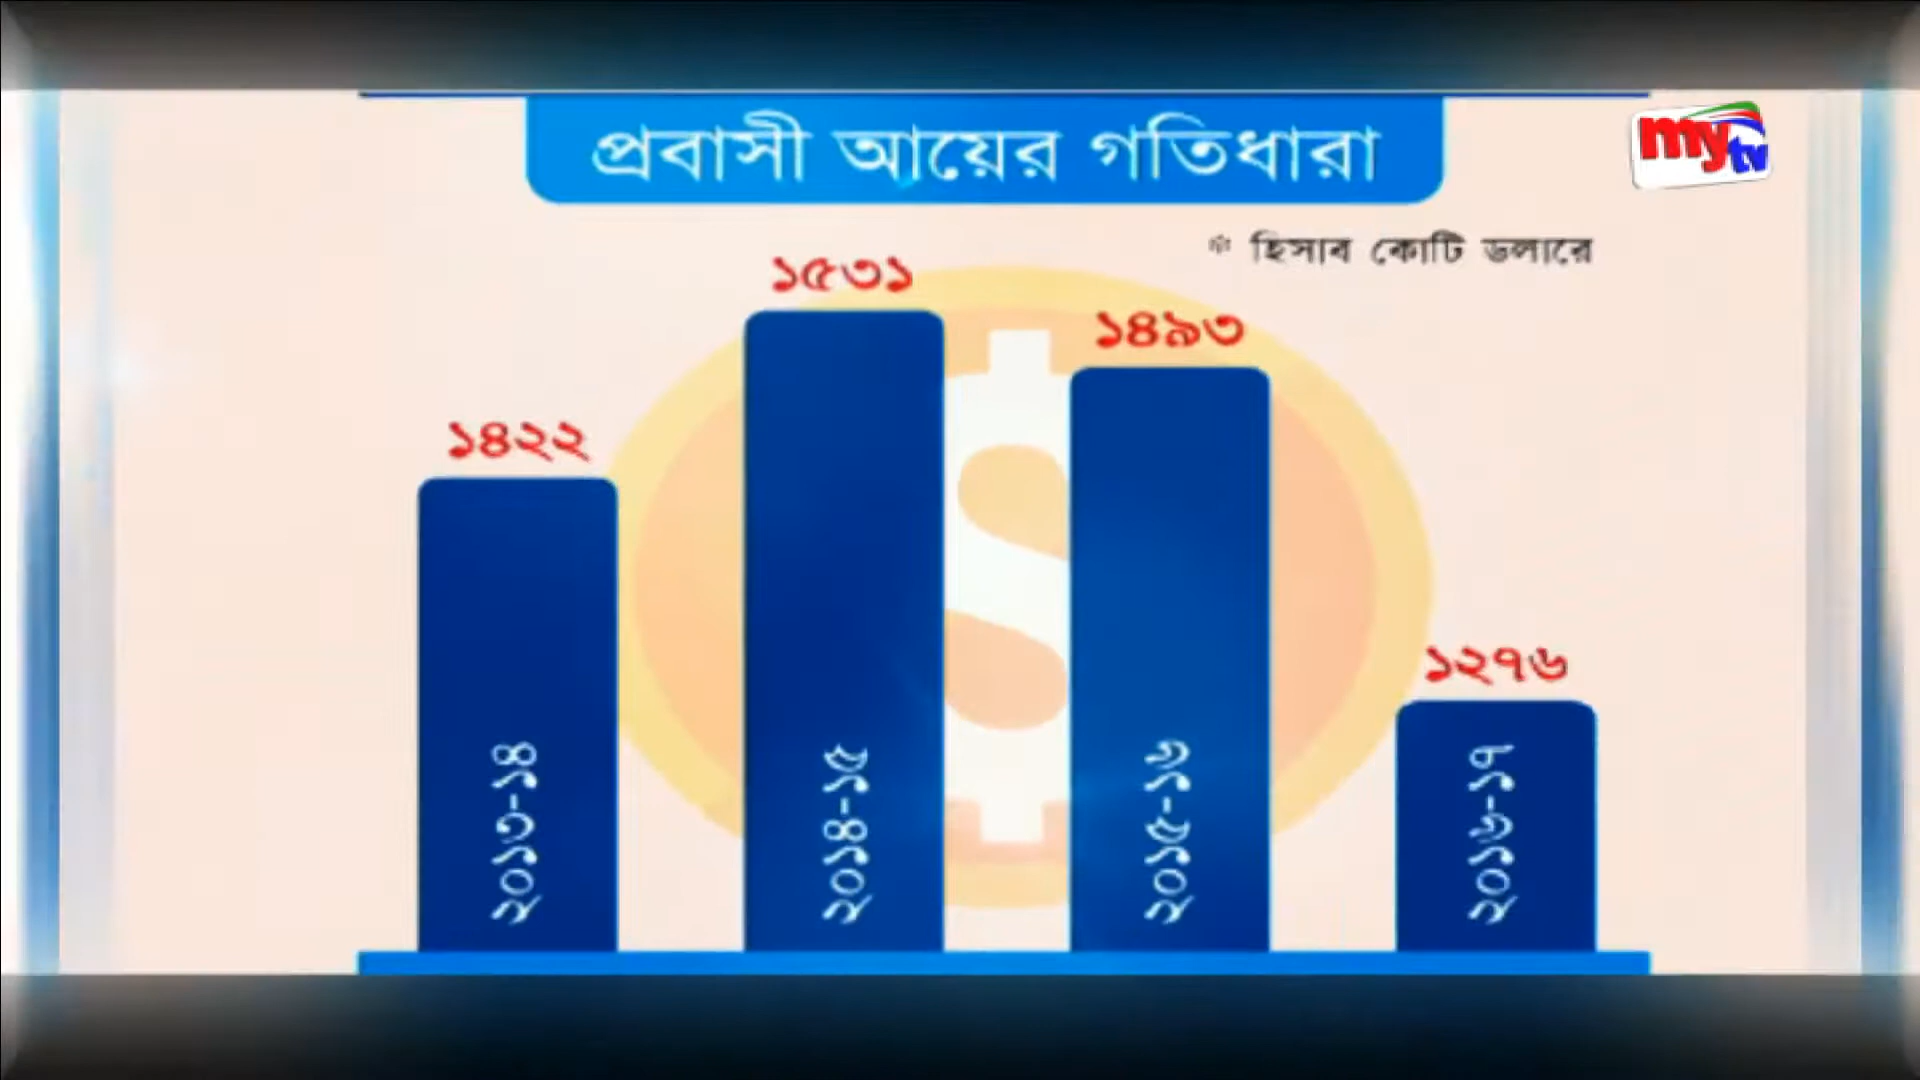 প্রবাসী আয়ের গতিধারা
my tv
* হিসাব কোটি ডলারে
১৪২২
১৫৩১
১৪৯৩
১২৭৬
২০১৩-১৪
২০১৪-১৫
২০১৫-১৬
২০১৬-১৭